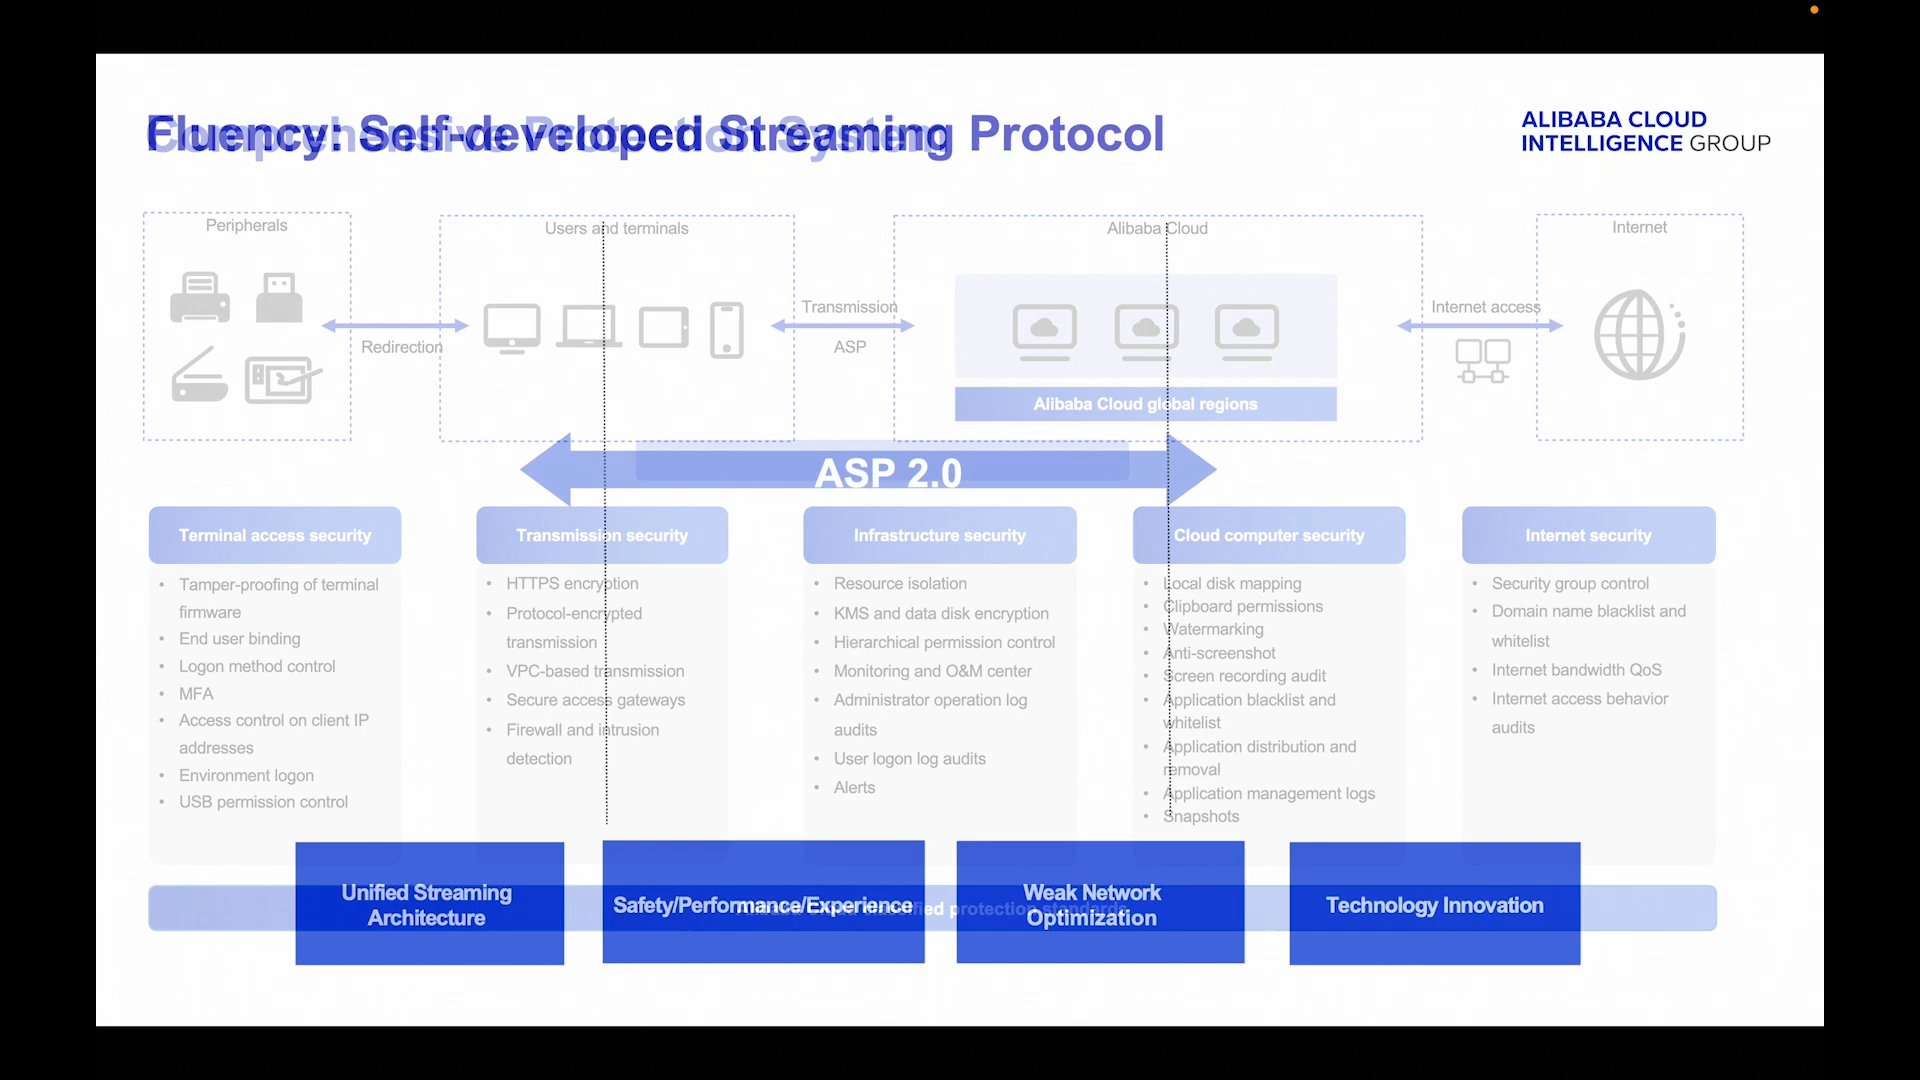 Fluency: Self-developed Streaming Protocol
Comprehensive Protection System
ALIBABA CLOUD
INTELLIGENCE GROUP
Peripherals
Users and terminals
Alibaba Cloud
Internet
Redirection
Transmission
ASP
Internet access
Alibaba Cloud global regions
ASP 2.0
Terminal access security
Tamper-proofing of terminal
firmware
End user binding
Logon method control
MFA
Access control on client IP
addresses
Environment logon
USB permission control
Transmission security
HTTPS encryption
Protocol-encrypted
transmission
VPC-based transmission
Secure access gateways
Firewall and intrusion
detection
Infrastructure security
Resource isolation
KMS and data disk encryption
Hierarchical permission control
Monitoring and O&M center
Administrator operation log
audits
User logon log audits
Alerts
Cloud computer security
Local disk mapping
Clipboard permissions
Watermarking
Anti-screenshot
Screen recording audit
Application blacklist and
whitelist
Application distribution and
removal
Application management logs
Snapshots
Internet security
Security group control
Domain name blacklist and
whitelist
Internet bandwidth QoS
Internet access behavior
audits
Unified Streaming
Architecture
Safety/Performance/Experience
Weak Network
Optimization
Technology Innovation
protection standards